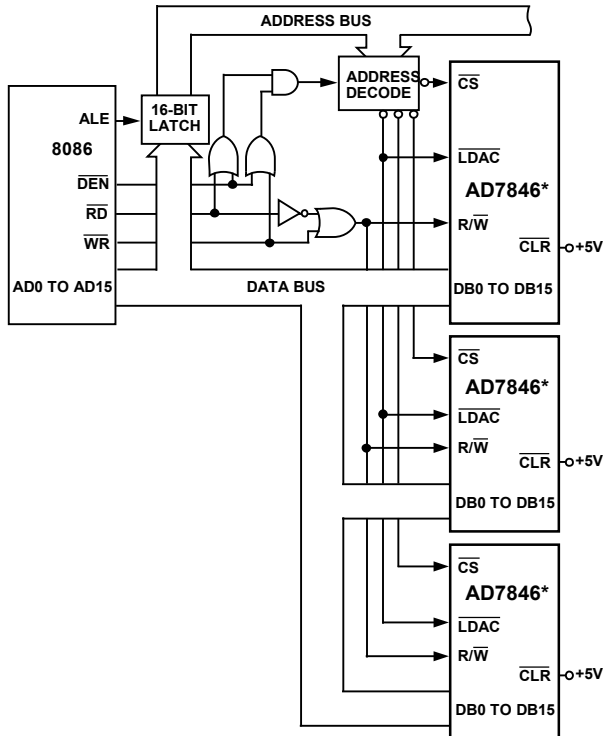 ADDRESS BUS
8086
ALE
DEN
RD
WR
AD0 TO AD15
16-BIT
LATCH
ADDRESS
DECODE
DATA BUS
CS
LDAC
AD7846*
R/W
CLR
+5V
DB0 TO DB15
CS
AD7846*
LDAC
R/W
CLR
+5V
DB0 TO DB15
CS
AD7846*
LDAC
R/W
CLR
+5V
DB0 TO DB15